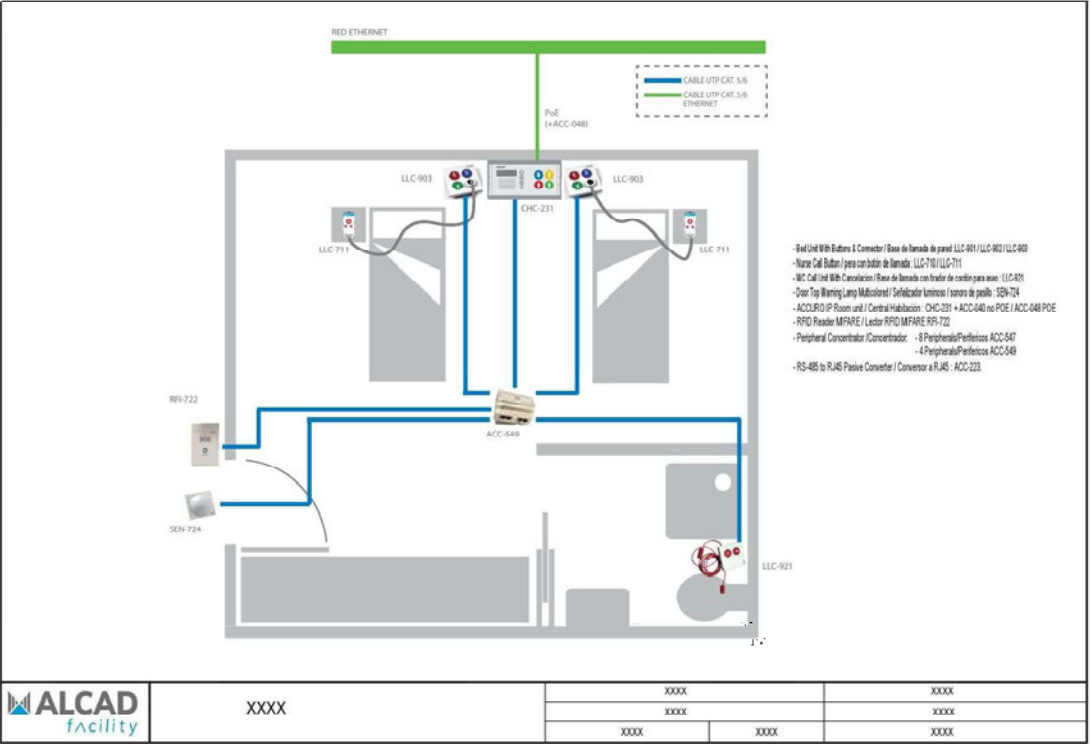 RED ETHERNET
CABLE UTP CAT. 5/6
CABLE UTP CAT. 5/6
ETHERNET
PoE
(+ACC-048)
LLC-903
LLC-903
CHC-231
LLC-711
LLC-711
- Bed Unit With Buttons & Connector / Base de llamada de pared :LLC-901 / LLC-902 / LLC-903
- Nurse Call Button / pera con botón de llamada : LLC-710 / LLC-711
- WC Call Unit With Cancelacion / Base de llamada con tirador de cordón para aseo : LLC-921
- Door Top Warning Lamp Multicolored / Señalizador luminoso / sonoro de pasillo : SEN-724
- ACCURO IP Room unit / Central Habitación : CHC-231 + ACC-040 no POE / ACC-048 POE
- RFID Reader MIFARE / Lector RFID MIFARE RFI-722
- Peripheral Concentrator /Concentrador: - 8 Peripherals/Perifericos ACC-547
- 4 Peripherals/Perifericos ACC-549
- RS-485 to RJ45 Pasive Converter / Conversor a RJ45 : ACC-223.
RFI-722
ACC-549
SEN-724
LLC-921
ALCAD
facility
XXXX
XXXX
XXXX
XXXX
XXXX
XXXX
XXXX
XXXX